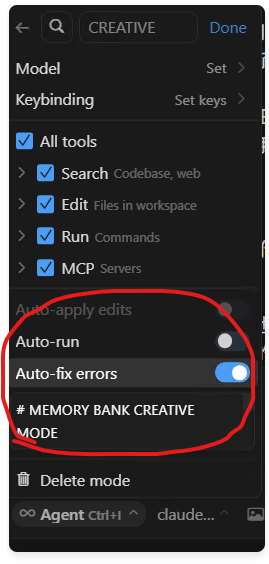 CREATIVE Done
Model Set
Keybinding Set keys
All tools
Search Codebase, web
Edit Files in workspace
Run Commands
MCP Servers
Auto-apply edits
Auto-run
Auto-fix errors
# MEMORY BANK CREATIVE
MODE
Delete mode
Agent Ctrl+I claude...